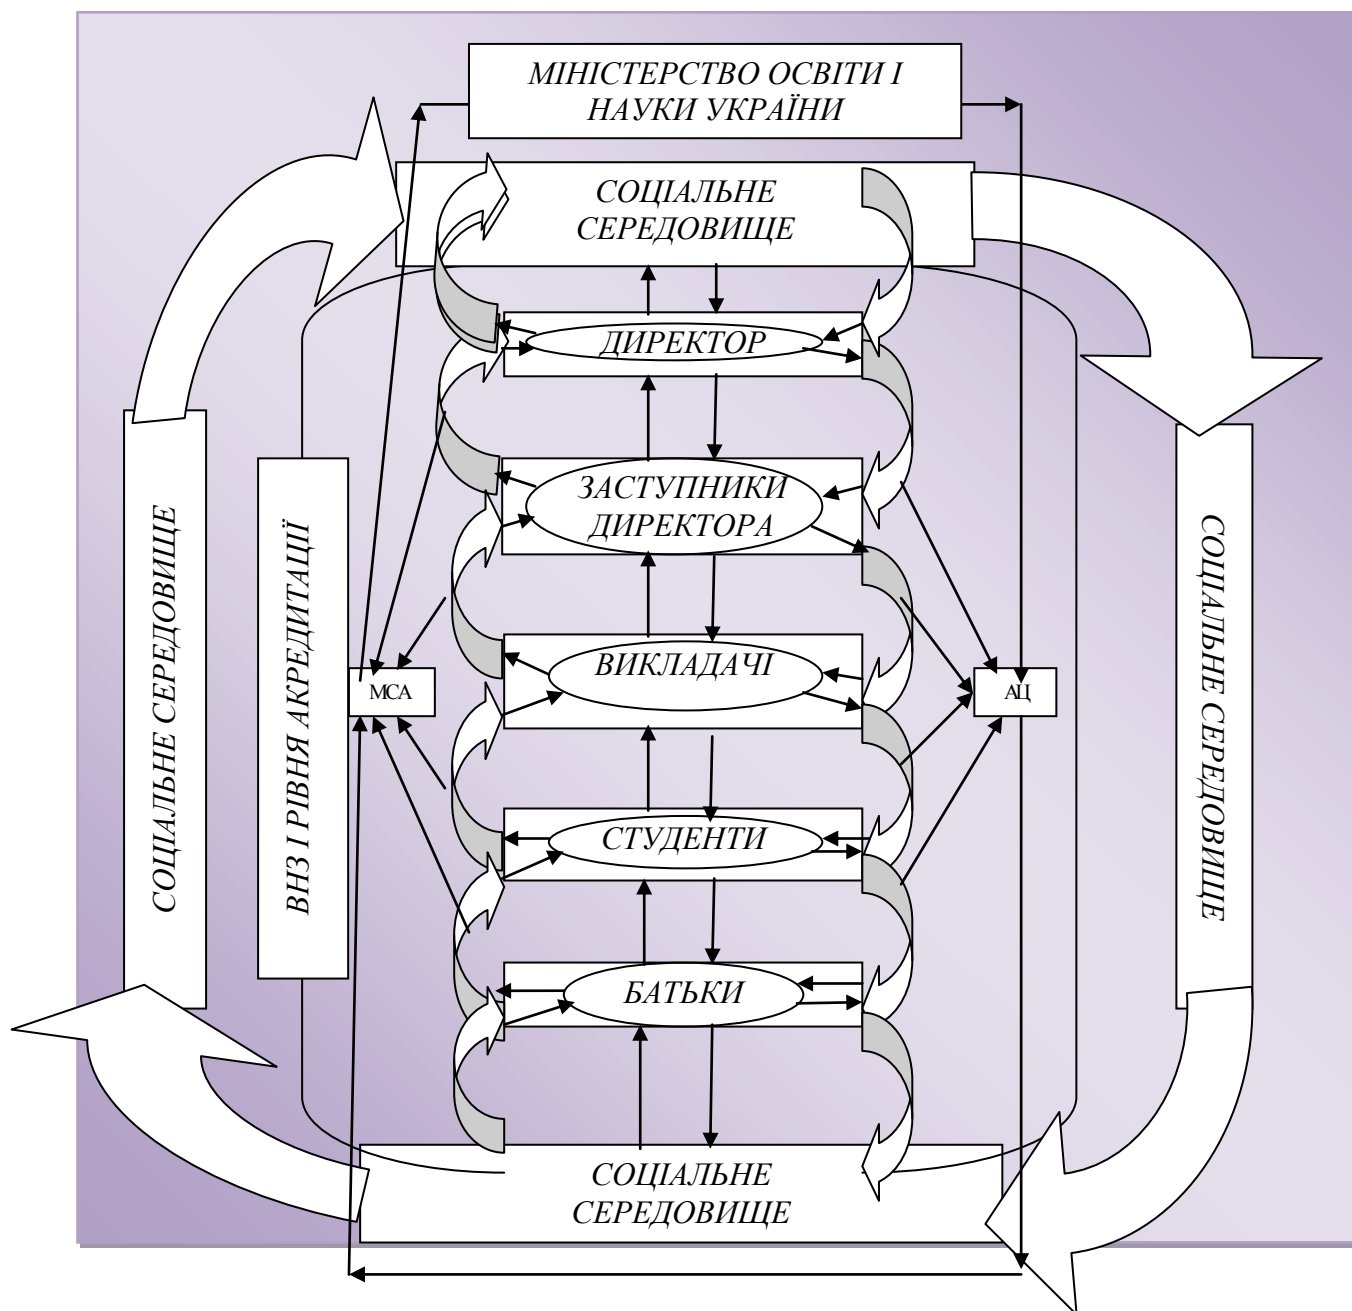 МІНІСТЕРСТВО ОСВІТИ І
НАУКИ УКРАЇНИ
СОЦІАЛЬНЕ
СЕРЕДОВИЩЕ
ДИРЕКТОР
ЗАСТУПНИКИ
ДИРЕКТОРА
СОЦІАЛЬНЕ СЕРЕДОВИЩЕ
ВНЗ І РІВНЯ АКРЕДИТАЦІЇ
СОЦІАЛЬНЕ СЕРЕДОВИЩЕ
ВИКЛАДАЧІ
МСА
АЦ
СТУДЕНТИ
БАТЬКИ
СОЦІАЛЬНЕ
СЕРЕДОВИЩЕ